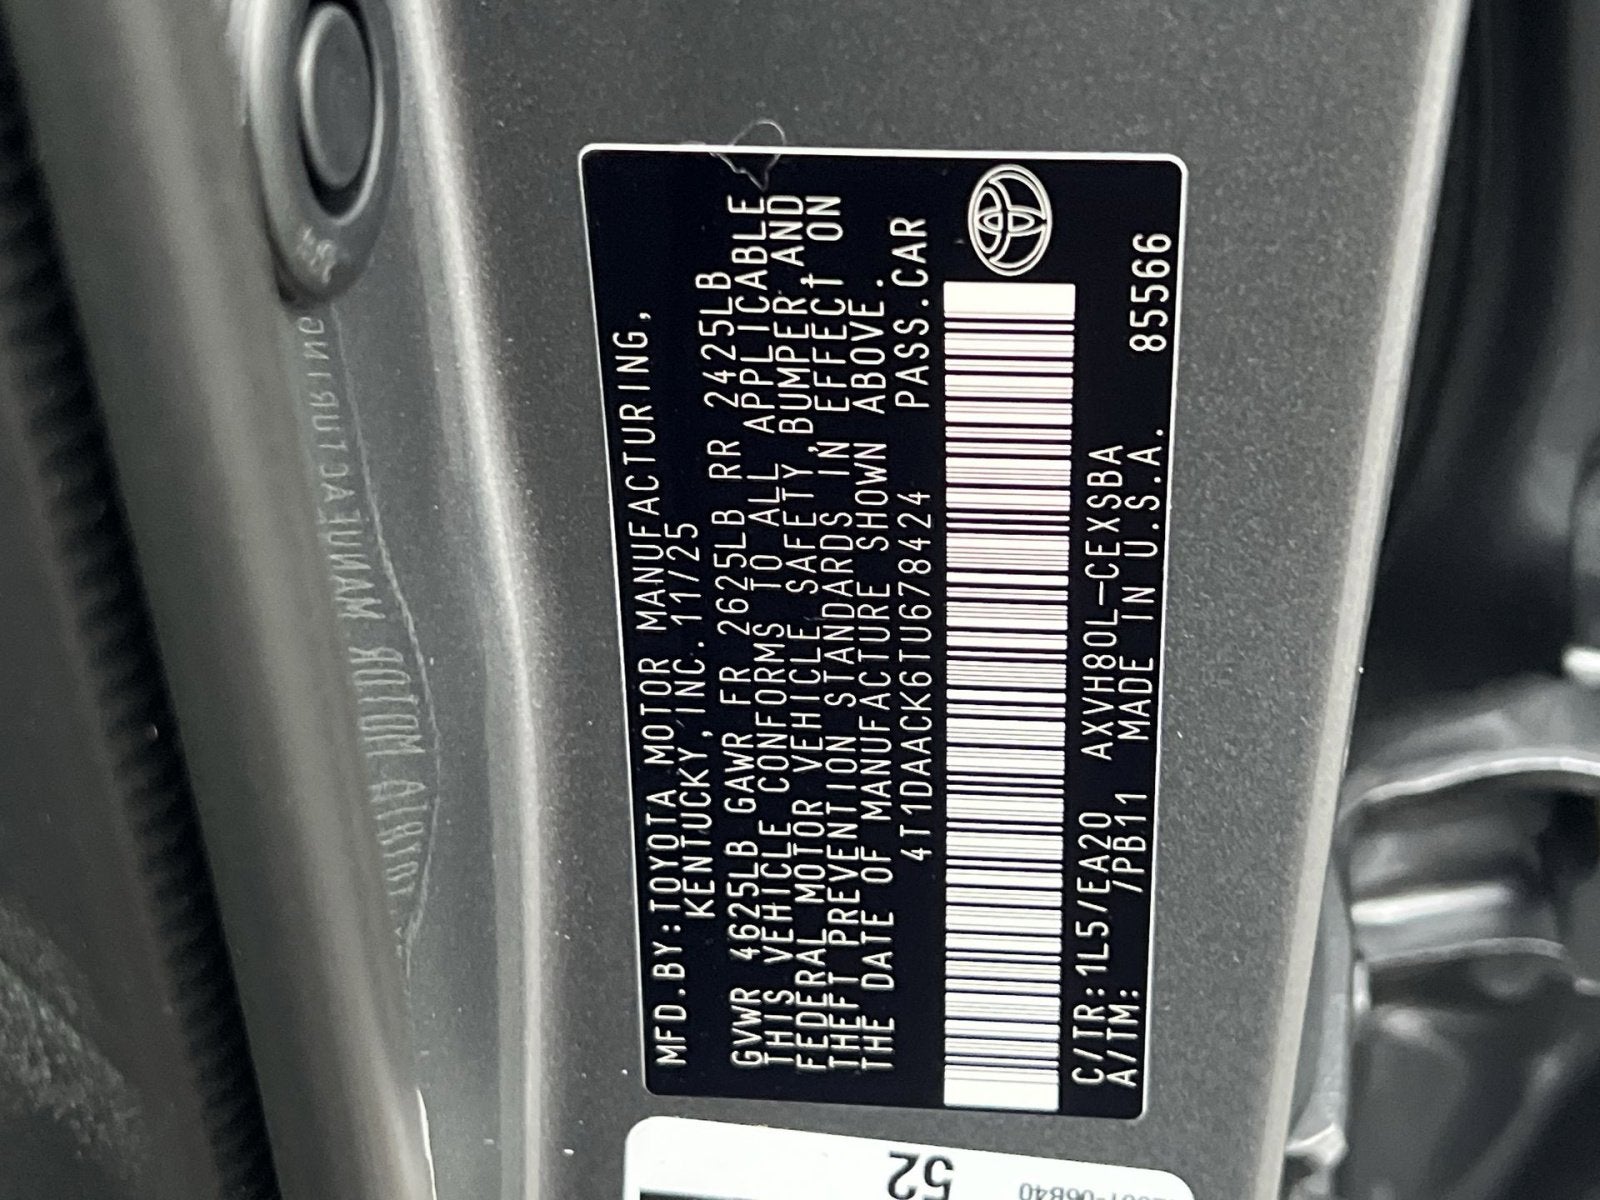 MFD.BY:TOYOTA MOTOR MANUFACTURING,
KENTUCKY,INC.11/25
GVWR 4625LB GAWR FR 2625LB RR 2425LB
THIS VEHICLE CONFORMS TO ALL APPLICABLE
FEDERAL MOTOR VEHICLE SAFETY,BUMPER,AND
THEFT PREVENTION STANDARDS IN EFFECT ON
THE DATE OF MANUFACTURE SHOWN ABOVE.
4T1DAACK6TU678424 PASS.CAR
C/TR:1L5/EA20 AXVH80L-CEXSBA
A/TM: /PB11 MADE IN U.S.A. 85566
52